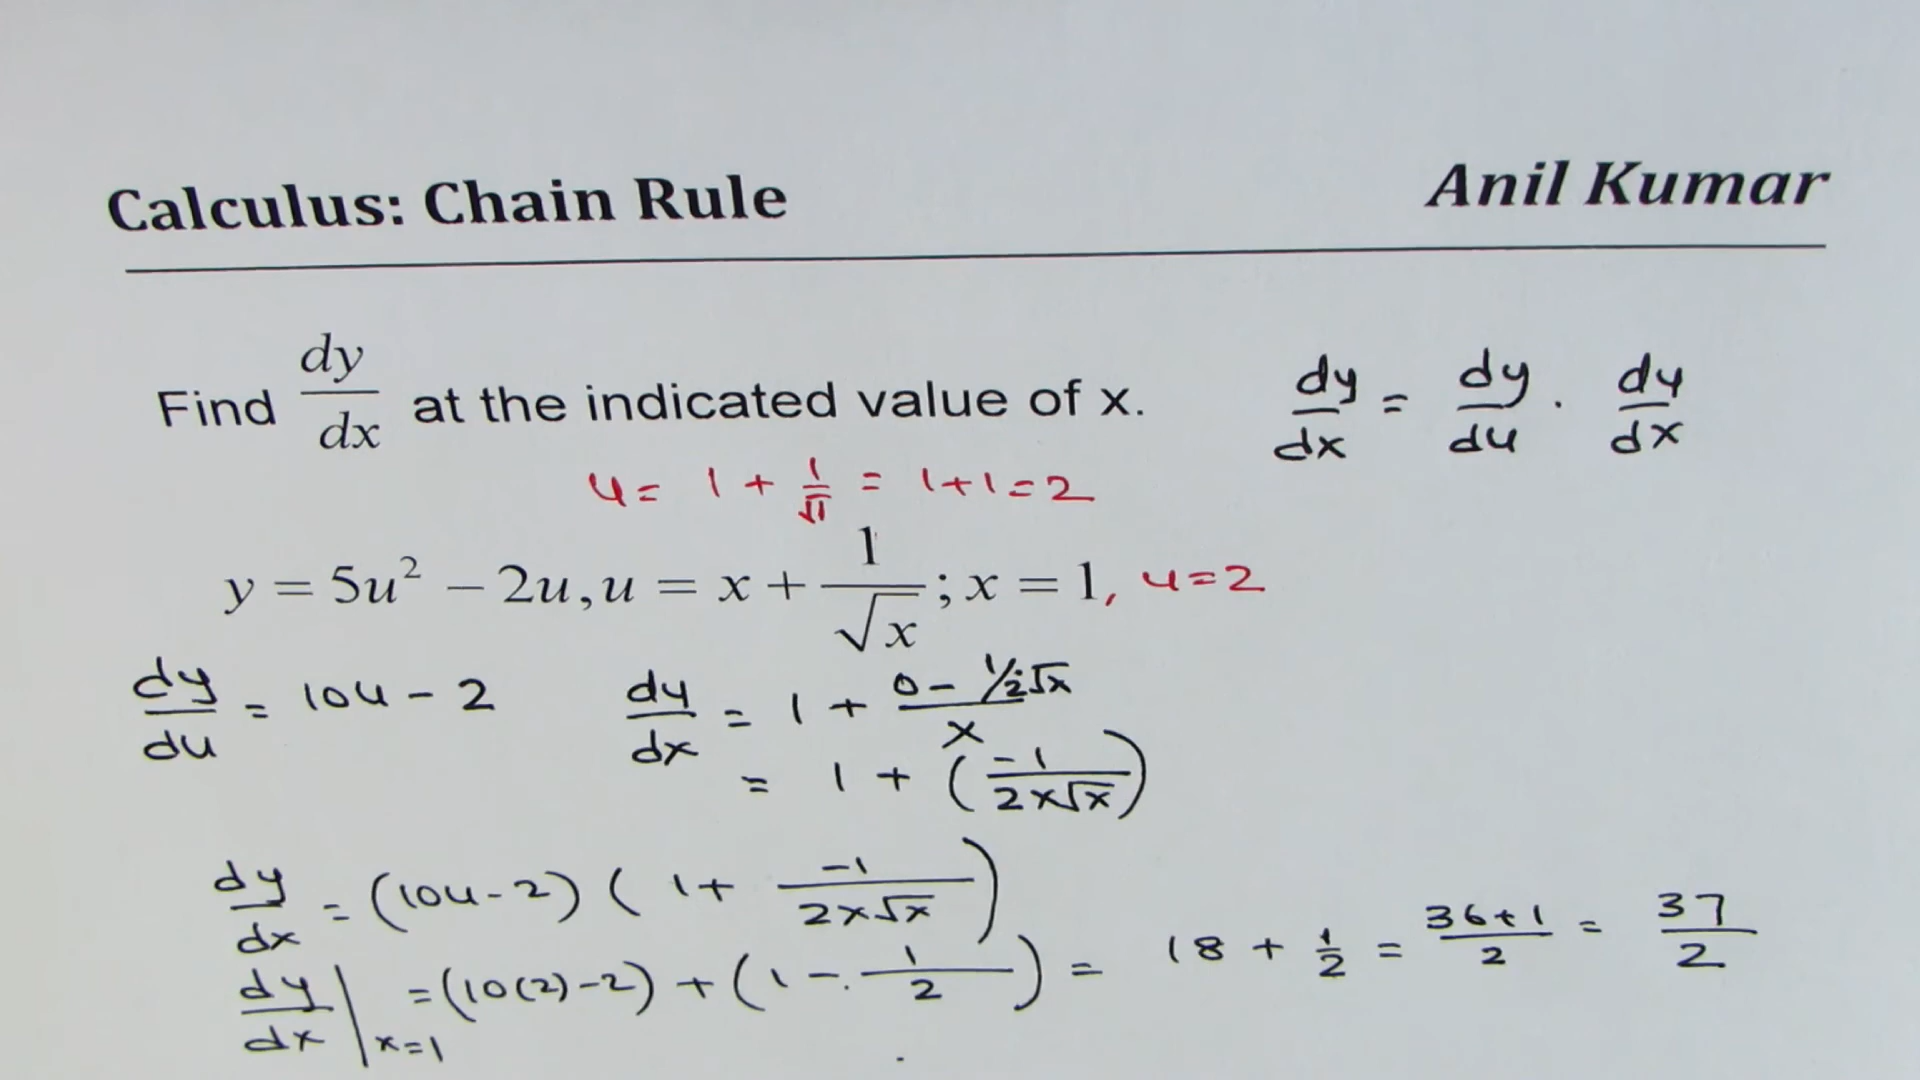 Calculus: Chain Rule
Anil Kumar
Find dy/dx at the indicated value of x.
dy/dx = dy/du · du/dx
u = 1 + 1/√1 = 1+1=2
y = 5u² − 2u, u = x + 1/√x ; x = 1, u=2
dy/du = 10u − 2
du/dx = 1 + (0 − 1/2√x)/x
= 1 + (−1/2x√x)
dy/dx = (10u-2) (1+ −1/2x√x)
dy/dx |x=1 = (10(2)-2) + (1 − 1/2) = 18 + 1/2 = 36+1/2 = 37/2